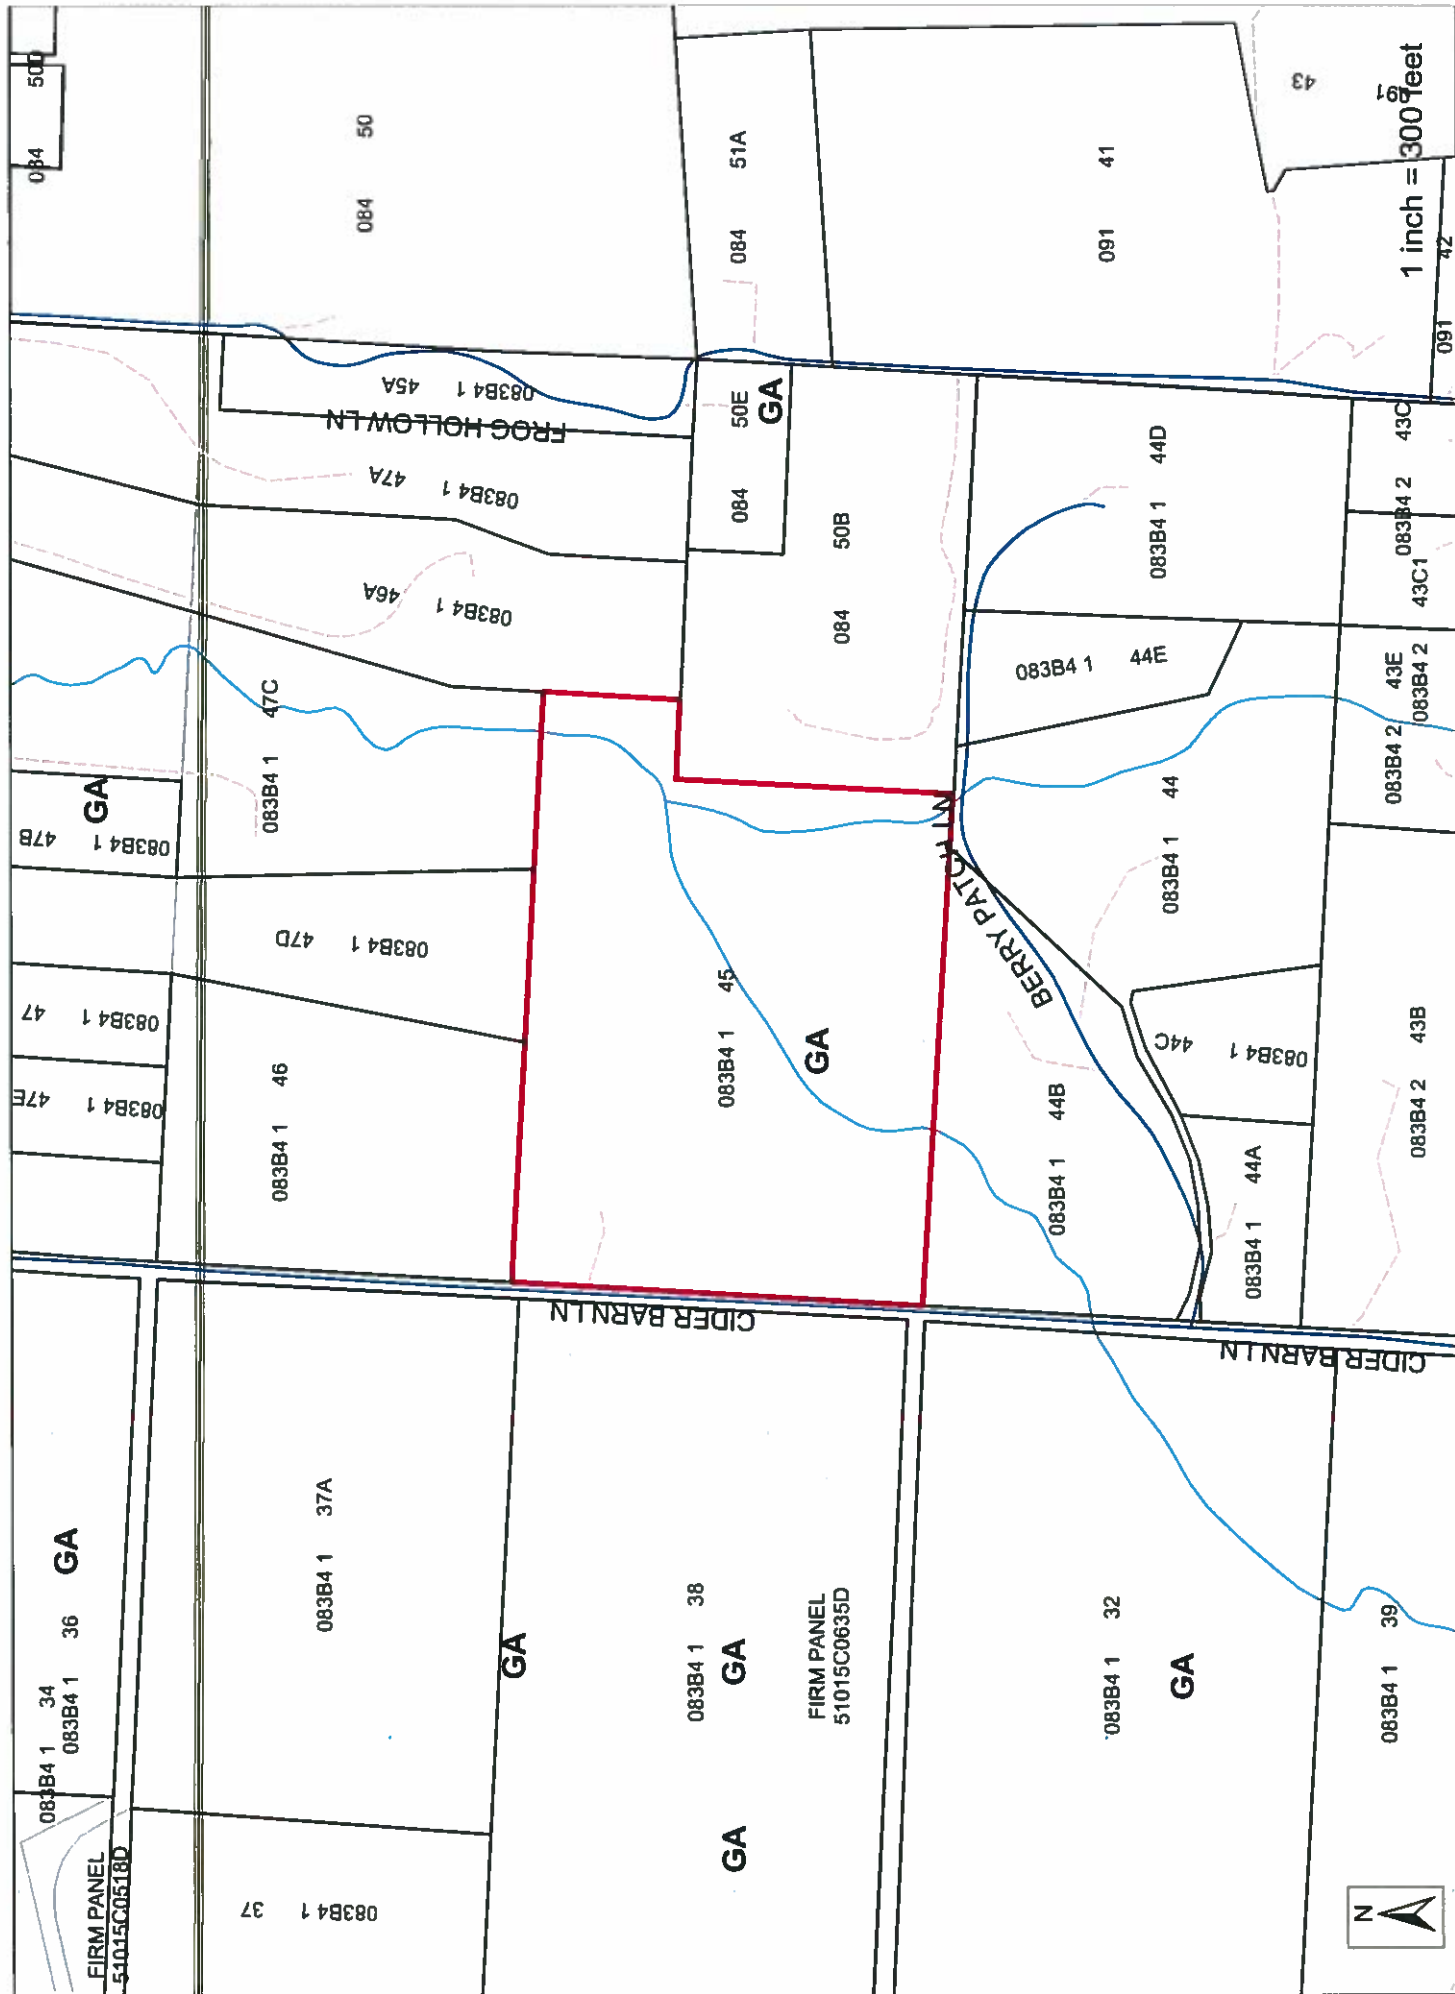 FIRM PANEL
51015C0518D
083B4 1 34
083B4 1 36
GA
083B4 1 47E
083B4 1 47
083B4 1 47B
GA
084 50D
083B4 1 37
083B4 1 37A
083B4 1 46
083B4 1 47D
083B4 1 47C
083B4 1 46A
083B4 1 47A
083B4 1 45A
FROG HOLLOW LN
084 50
GA
CIDER BARN LN
GA
083B4 1 38
GA
FIRM PANEL
51015C0635D
083B4 1 45
GA
084 50B
084 50E
GA
084 51A
BERRY PATCH LN
083B4 1 32
GA
083B4 1 44B
083B4 1 44A
083B4 1 44C
083B4 1 44
083B4 1 44E
083B4 1 44D
091 41
CIDER BARN LN
083B4 1 39
083B4 2 43B
083B4 2
43E
083B4 2
43C1
083B4 2 43C
091 42
091 43
N
1 inch = 300 feet